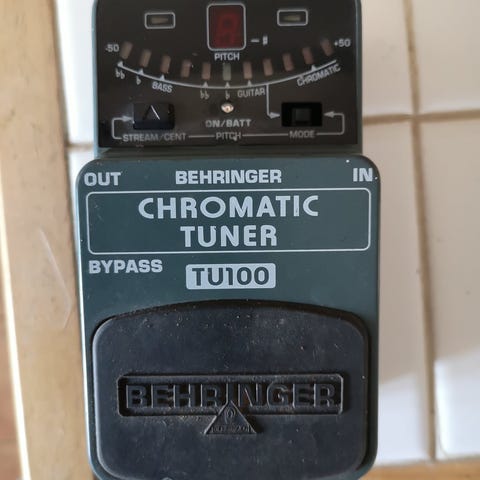 -50 +50
PITCH
♭♭ ♭ BASS ♭♭ ♭ GUITAR CHROMATIC
ON/BATT
STREAM/CENT PITCH MODE
OUT BEHRINGER IN
CHROMATIC
TUNER
BYPASS
TU100
BEHRINGER